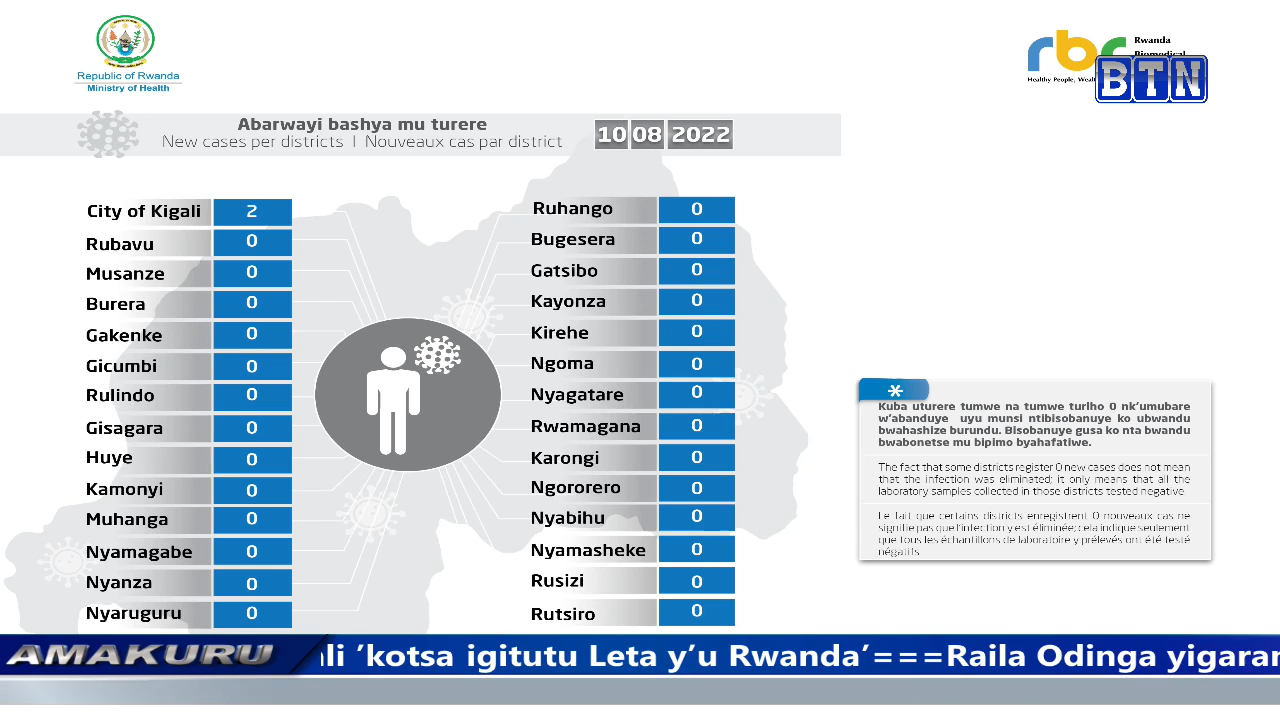 Republic of Rwanda
Ministry of Health
rbc
Rwanda
Biomedical
Healthy People, Wealt
BTN
Abarwayi bashya mu turere
New cases per districts I Nouveaux cas par district
10 08 2022
City of Kigali 2
Rubavu 0
Musanze 0
Burera 0
Gakenke 0
Gicumbi 0
Rulindo 0
Gisagara 0
Huye 0
Kamonyi 0
Muhanga 0
Nyamagabe 0
Nyanza 0
Nyaruguru 0
Ruhango 0
Bugesera 0
Gatsibo 0
Kayonza 0
Kirehe 0
Ngoma 0
Nyagatare 0
Rwamagana 0
Karongi 0
Ngororero 0
Nyabihu 0
Nyamasheke 0
Rusizi 0
Rutsiro 0
*
Kuba uturere tumwe na tumwe turiho 0 nk'umubare
w'abanduye uyu munsi ntibisobanuye ko ubwandu
bwahashize burundu. Bisobanuye gusa ko nta bwandu
bwabonetse mu bipimo byahafatiwe.
The fact that some districts register 0 new cases does not mean
that the infection was eliminated; it only means that all the
laboratory samples collected in those districts tested negative
Le fait que certains districts enregistrent 0 nouveaux cas ne
signifie pas que l'infection y est éliminée; cela indique seulement
que tous les échantillons de laboratoire y prélevés ont été testé
négatifs
AMAKURU
li 'kotsa igitutu Leta y'u Rwanda'===Raila Odinga yigaran